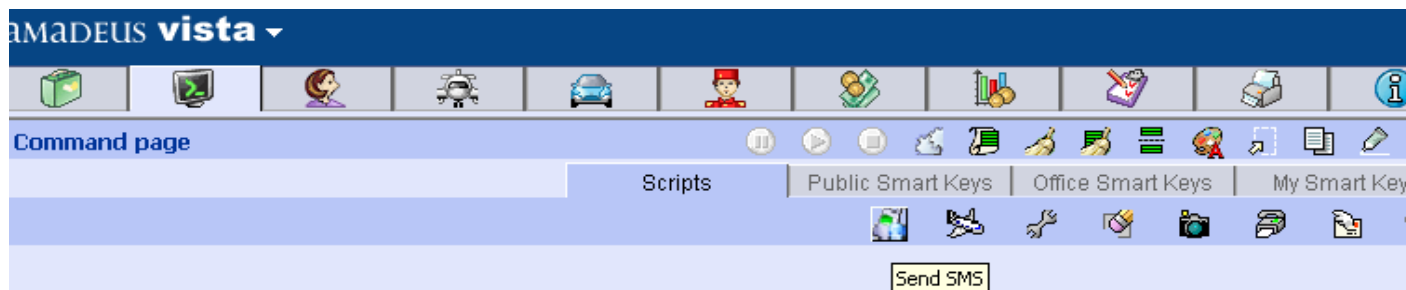 aMaDEUS vista
Command page
Scripts Public Smart Keys Office Smart Keys My Smart Key
Send SMS